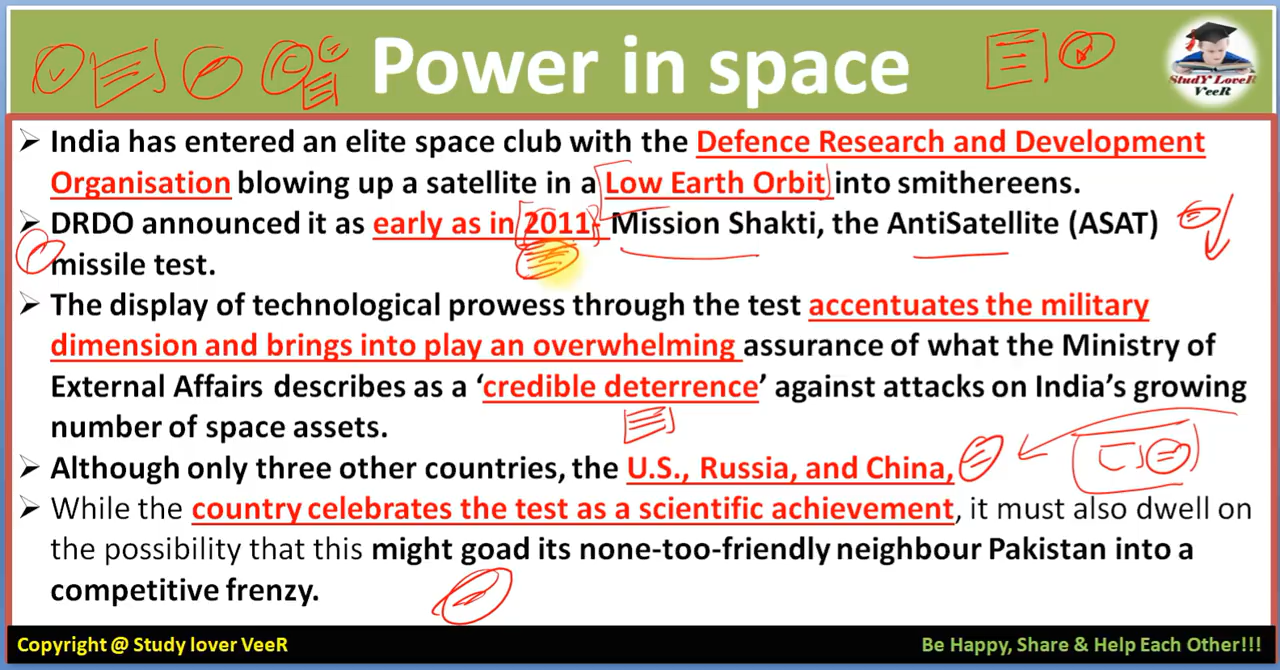 Power in space
StudY LoveR
VeeR
➤ India has entered an elite space club with the Defence Research and Development
Organisation blowing up a satellite in a Low Earth Orbit into smithereens.
➤ DRDO announced it as early as in 2011- Mission Shakti, the AntiSatellite (ASAT)
missile test.
➤ The display of technological prowess through the test accentuates the military
dimension and brings into play an overwhelming assurance of what the Ministry of
External Affairs describes as a ‘credible deterrence’ against attacks on India’s growing
number of space assets.
➤ Although only three other countries, the U.S., Russia, and China,
➤ While the country celebrates the test as a scientific achievement, it must also dwell on
the possibility that this might goad its none-too-friendly neighbour Pakistan into a
competitive frenzy.
Copyright @ Study lover VeeR
Be Happy, Share & Help Each Other!!!